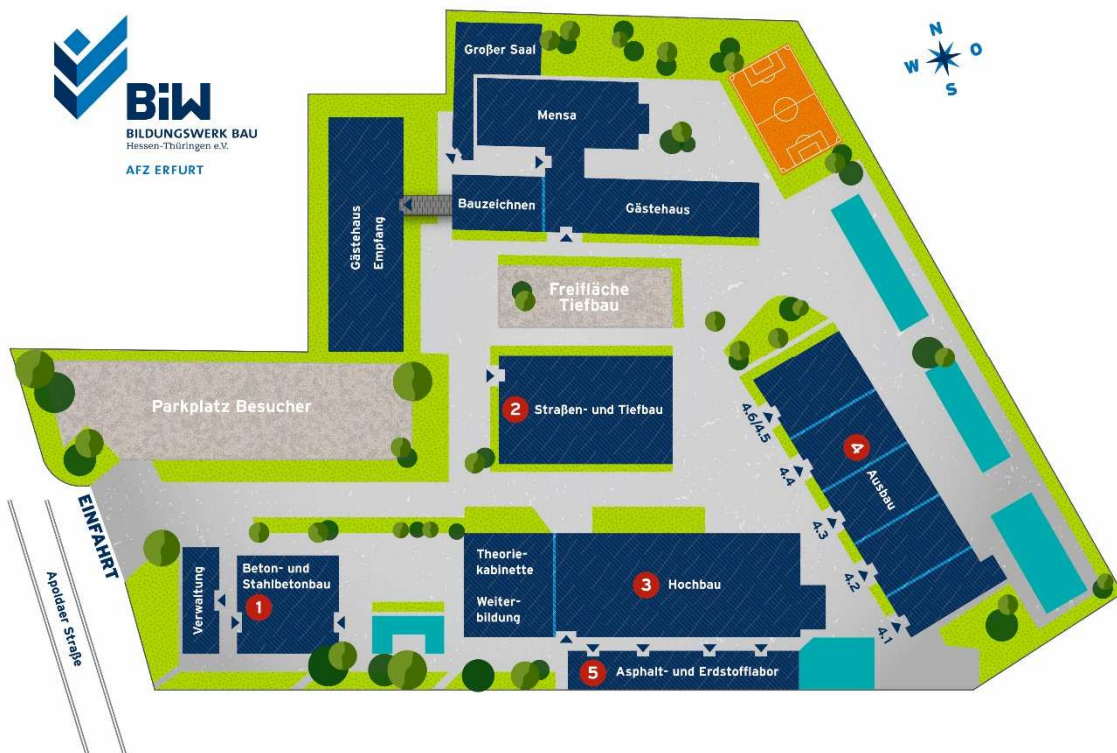 BiW
BILDUNGSWERK BAU
Hessen-Thüringen e.V.
AFZ ERFURT
N
W
O
S
Großer Saal
Mensa
Bauzeichnen
Gästehaus
Gästehaus
Empfang
Freifläche
Tiefbau
Parkplatz Besucher
2 Straßen- und Tiefbau
4.6/4.5
4.4
4.3
4.2
4.1
4
Ausbau
EINFAHRT
Apoldaer Straße
Verwaltung
Beton- und
Stahlbetonbau
1
Theorie-
kabinette
Weiter-
bildung
3 Hochbau
5 Asphalt- und Erdstofflabor